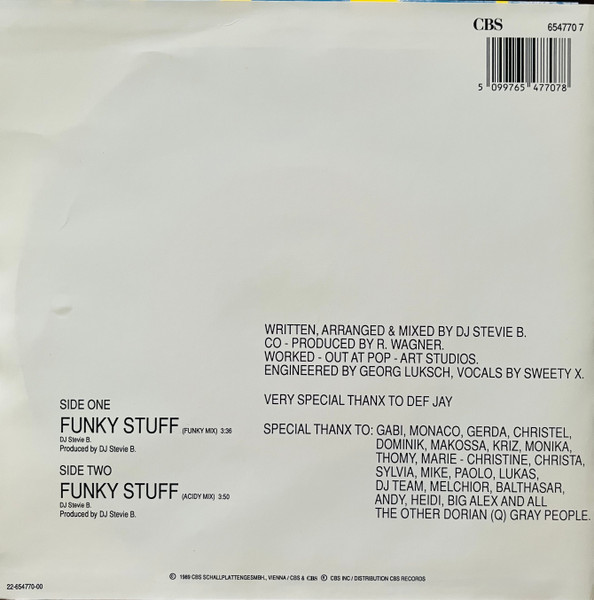 CBS 654770 7
5 099765 477078
WRITTEN, ARRANGED & MIXED BY DJ STEVIE B.
CO - PRODUCED BY R. WAGNER.
WORKED - OUT AT POP - ART STUDIOS.
ENGINEERED BY GEORG LUKSCH, VOCALS BY SWEETY X.
VERY SPECIAL THANX TO DEF JAY
SPECIAL THANX TO: GABI, MONACO, GERDA, CHRISTEL,
DOMINIK, MAKOSSA, KRIZ, MONIKA,
THOMY, MARIE - CHRISTINE, CHRISTA,
SYLVIA, MIKE, PAOLO, LUKAS,
DJ TEAM, MELCHIOR, BALTHASAR,
ANDY, HEIDI, BIG ALEX AND ALL
THE OTHER DORIAN (Q) GRAY PEOPLE.
SIDE ONE
FUNKY STUFF (FUNKY MIX) 3:36
DJ Stevie B.
Produced by DJ Stevie B.
SIDE TWO
FUNKY STUFF (ACIDY MIX) 3:50
DJ Stevie B.
Produced by DJ Stevie B.
22-654770-00
© 1989 CBS SCHALLPLATTENGESMBH., VIENNA / CBS & CBS ℗ CBS INC / DISTRIBUTION CBS RECORDS